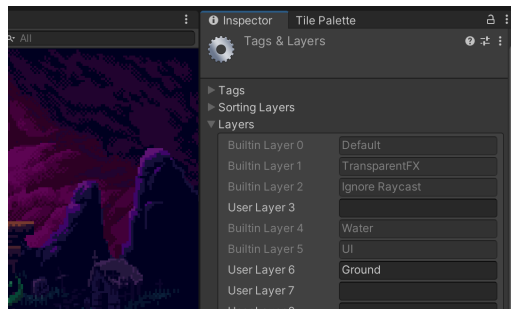 Inspector Tile Palette
All
Tags & Layers
Tags
Sorting Layers
Layers
Builtin Layer 0 Default
Builtin Layer 1 TransparentFX
Builtin Layer 2 Ignore Raycast
User Layer 3
Builtin Layer 4 Water
Builtin Layer 5 UI
User Layer 6 Ground
User Layer 7